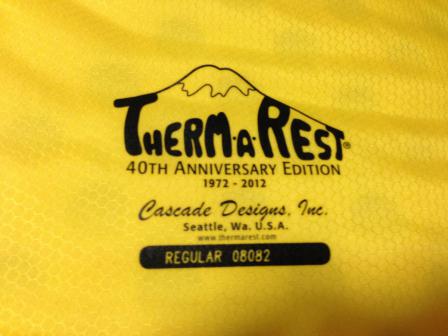 THERM·A·REST®
40TH ANNIVERSARY EDITION
1972 - 2012
Cascade Designs, Inc.
Seattle, Wa. U.S.A.
www.thermarest.com
REGULAR 08082